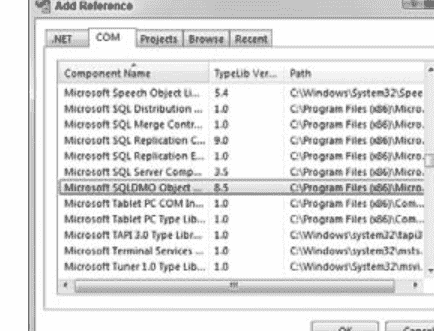 Add Reference
.NET COM Projects Browse Recent
Component Name TypeLib Ver... Path
Microsoft Speech Object Li... 5.4 C:\Windows\System32\Spee
Microsoft SQL Distribution ... 1.0 C:\Program Files (x86)\Micro.
Microsoft SQL Merge Contr... 1.0 C:\Program Files (x86)\Micro.
Microsoft SQL Replication C... 9.0 C:\Program Files (x86)\Micro.
Microsoft SQL Replication E... 1.0 C:\Program Files (x86)\Micro.
Microsoft SQL Server Comp... 3.5 C:\Program Files (x86)\Micro.
Microsoft SQLDMO Object ... 8.5 C:\Program Files (x86)\Micro.
Microsoft Tablet PC COM In... 1.0 C:\Program Files (x86)\Com...
Microsoft Tablet PC Type Lib... 1.0 C:\Program Files (x86)\Com...
Microsoft TAPI 3.0 Type Libr... 1.0 C:\Windows\system32\tapi3
Microsoft Terminal Services ... 1.0 C:\Windows\system32\msts.
Microsoft Tuner 1.0 Type Lib... 1.0 C:\Windows\System32\msvi.
OK Cancel